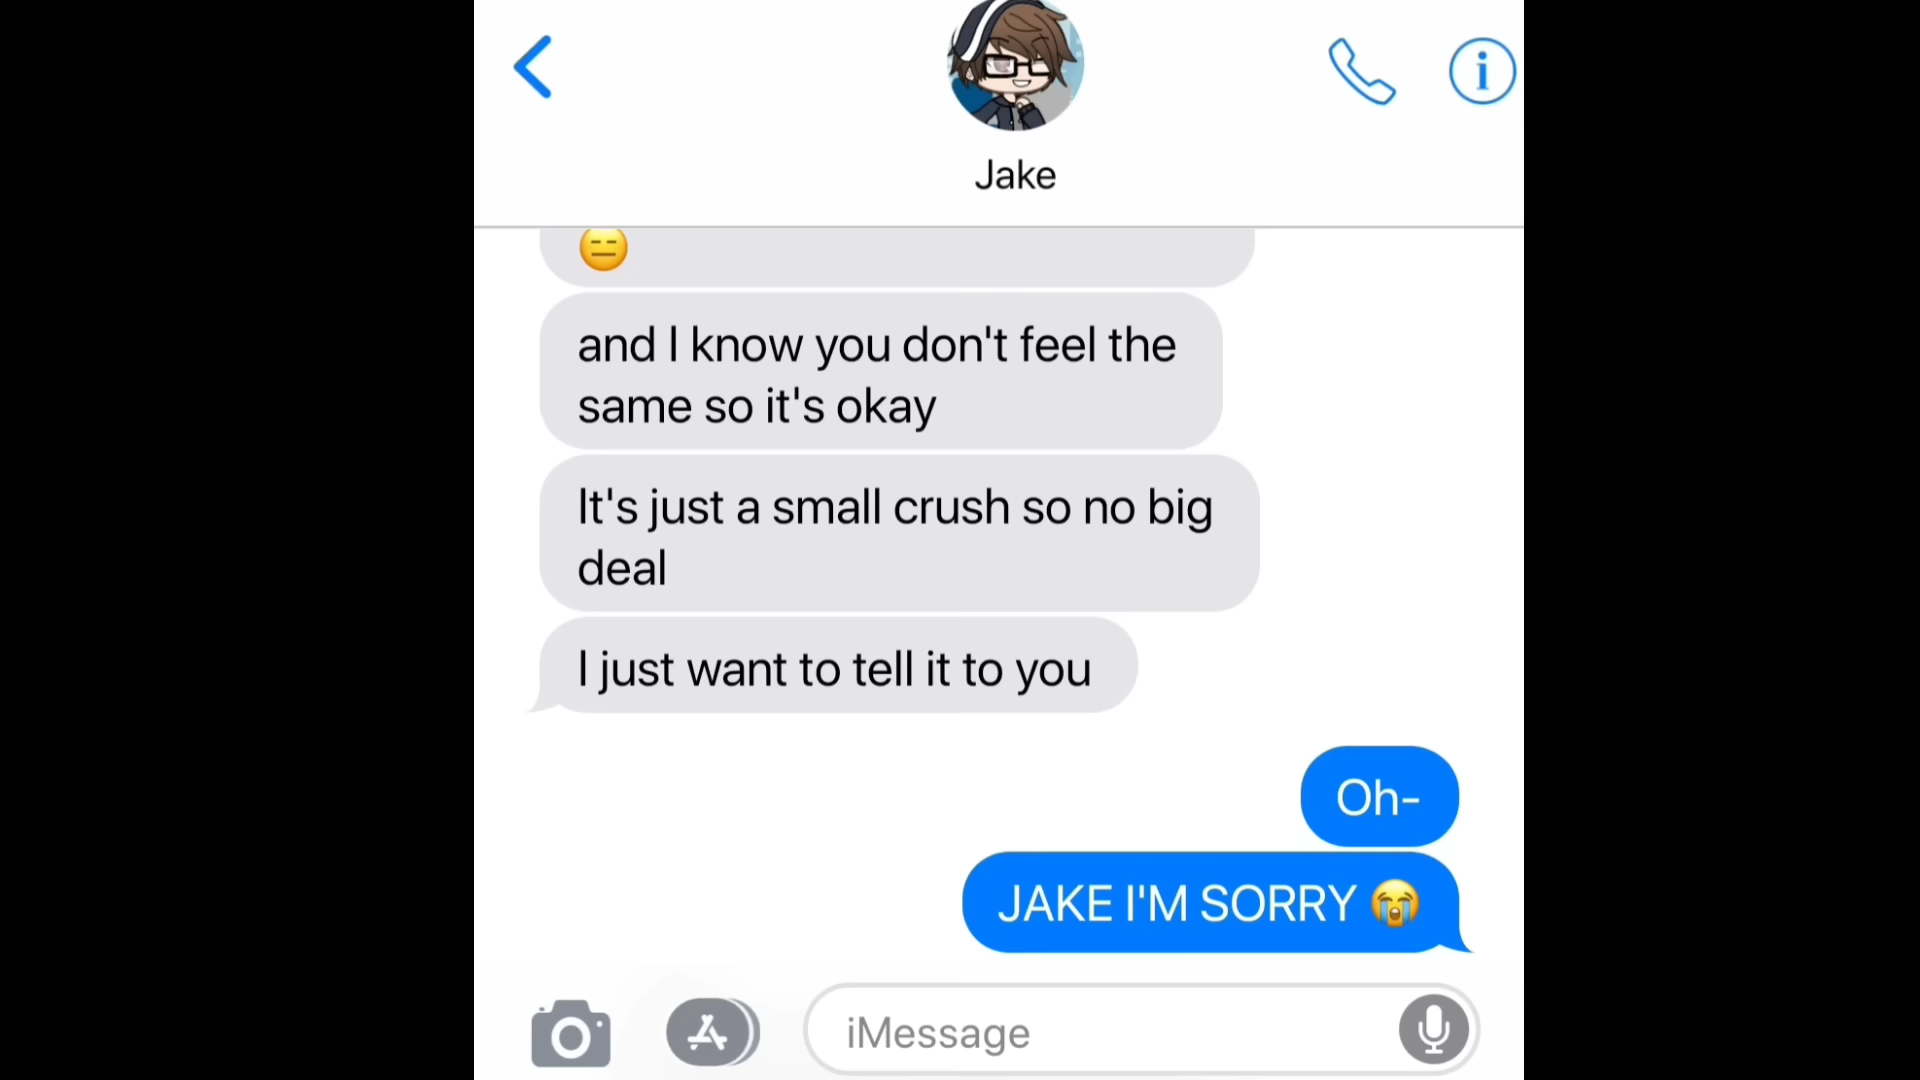 Jake
😑
and I know you don't feel the
same so it's okay
It's just a small crush so no big
deal
I just want to tell it to you
Oh-
JAKE I'M SORRY 😭
iMessage